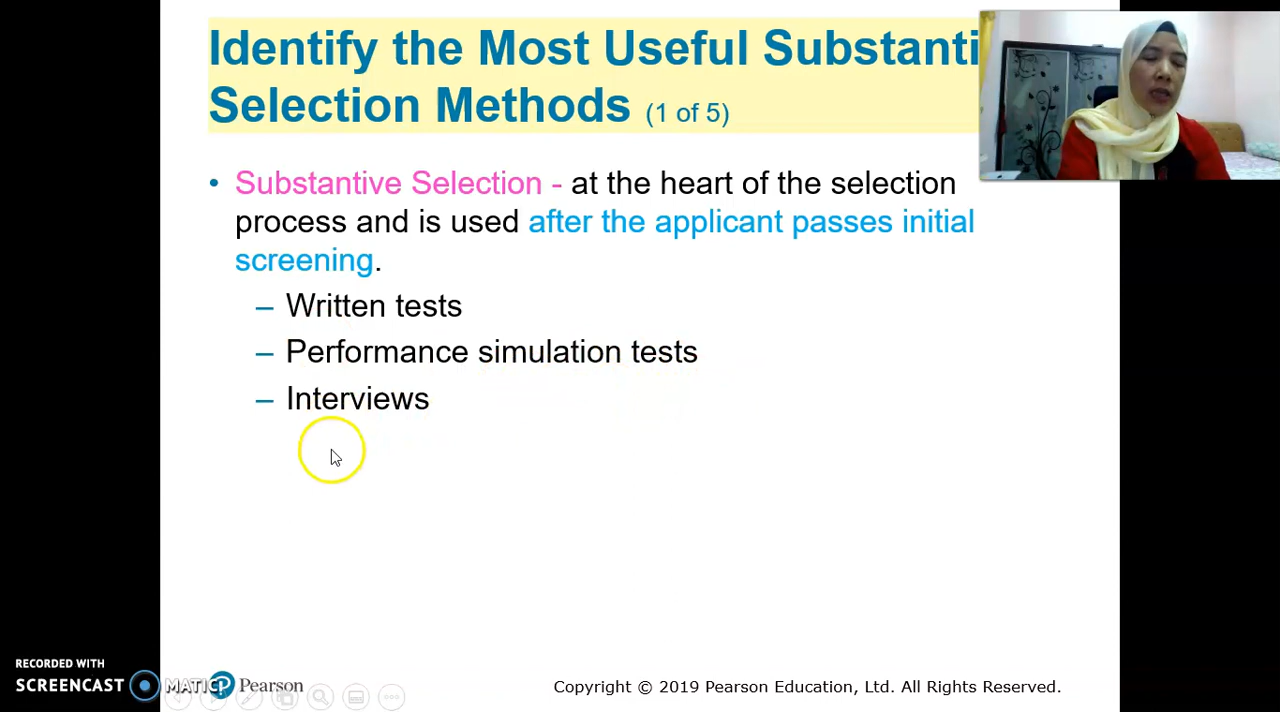 Identify the Most Useful Substanti
Selection Methods (1 of 5)
• Substantive Selection - at the heart of the selection
process and is used after the applicant passes initial
screening.
– Written tests
– Performance simulation tests
– Interviews
RECORDED WITH
SCREENCAST MATIC
Pearson
Copyright © 2019 Pearson Education, Ltd. All Rights Reserved.